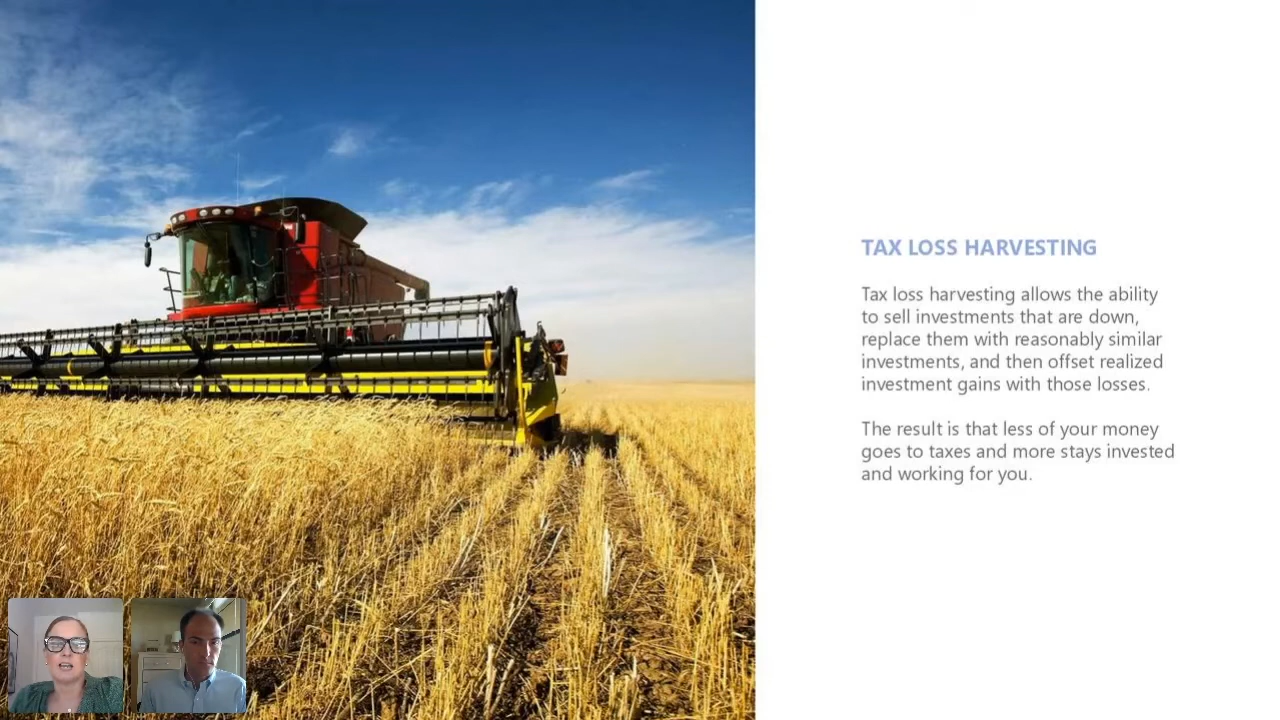 TAX LOSS HARVESTING
Tax loss harvesting allows the ability
to sell investments that are down,
replace them with reasonably similar
investments, and then offset realized
investment gains with those losses.
The result is that less of your money
goes to taxes and more stays invested
and working for you.